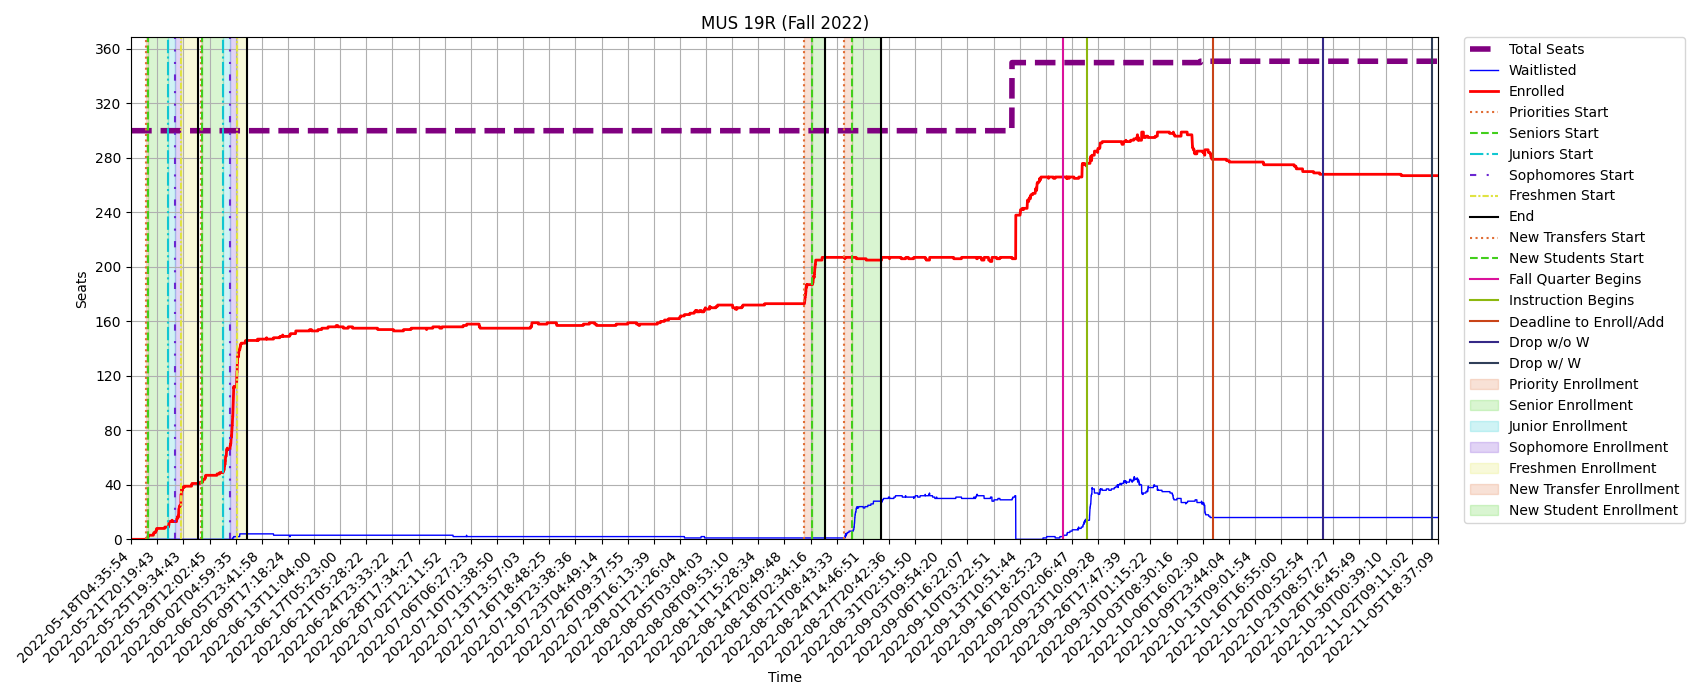 MUS 19R (Fall 2022)
Seats
360
320
280
240
200
160
120
80
40
0
2022-05-18T04:35:54
2022-05-21T20:19:43
2022-05-25T19:34:43
2022-05-29T12:02:45
2022-06-02T04:59:35
2022-06-05T23:41:58
2022-06-09T17:18:24
2022-06-13T11:04:00
2022-06-17T05:23:00
2022-06-21T05:28:22
2022-06-24T23:33:22
2022-06-28T17:34:27
2022-07-02T12:11:52
2022-07-06T06:27:23
2022-07-10T01:38:50
2022-07-13T13:57:03
2022-07-16T18:48:25
2022-07-19T23:38:36
2022-07-23T04:49:14
2022-07-26T09:37:55
2022-07-29T16:13:39
2022-08-01T21:26:04
2022-08-05T03:04:03
2022-08-08T09:53:10
2022-08-11T15:28:34
2022-08-14T20:49:48
2022-08-18T02:34:16
2022-08-21T08:43:33
2022-08-24T14:46:51
2022-08-27T20:42:36
2022-08-31T02:51:50
2022-09-03T09:54:20
2022-09-06T16:22:07
2022-09-10T03:22:51
2022-09-13T10:51:44
2022-09-16T18:25:23
2022-09-20T02:06:47
2022-09-23T10:09:28
2022-09-26T17:47:39
2022-09-30T01:15:22
2022-10-03T08:30:16
2022-10-06T16:02:30
2022-10-09T23:44:04
2022-10-13T09:01:54
2022-10-16T16:55:00
2022-10-20T00:52:54
2022-10-23T08:57:27
2022-10-26T16:45:49
2022-10-30T00:39:10
2022-11-02T09:11:02
2022-11-05T18:37:09
Time
Total Seats
Waitlisted
Enrolled
Priorities Start
Seniors Start
Juniors Start
Sophomores Start
Freshmen Start
End
New Transfers Start
New Students Start
Fall Quarter Begins
Instruction Begins
Deadline to Enroll/Add
Drop w/o W
Drop w/ W
Priority Enrollment
Senior Enrollment
Junior Enrollment
Sophomore Enrollment
Freshmen Enrollment
New Transfer Enrollment
New Student Enrollment